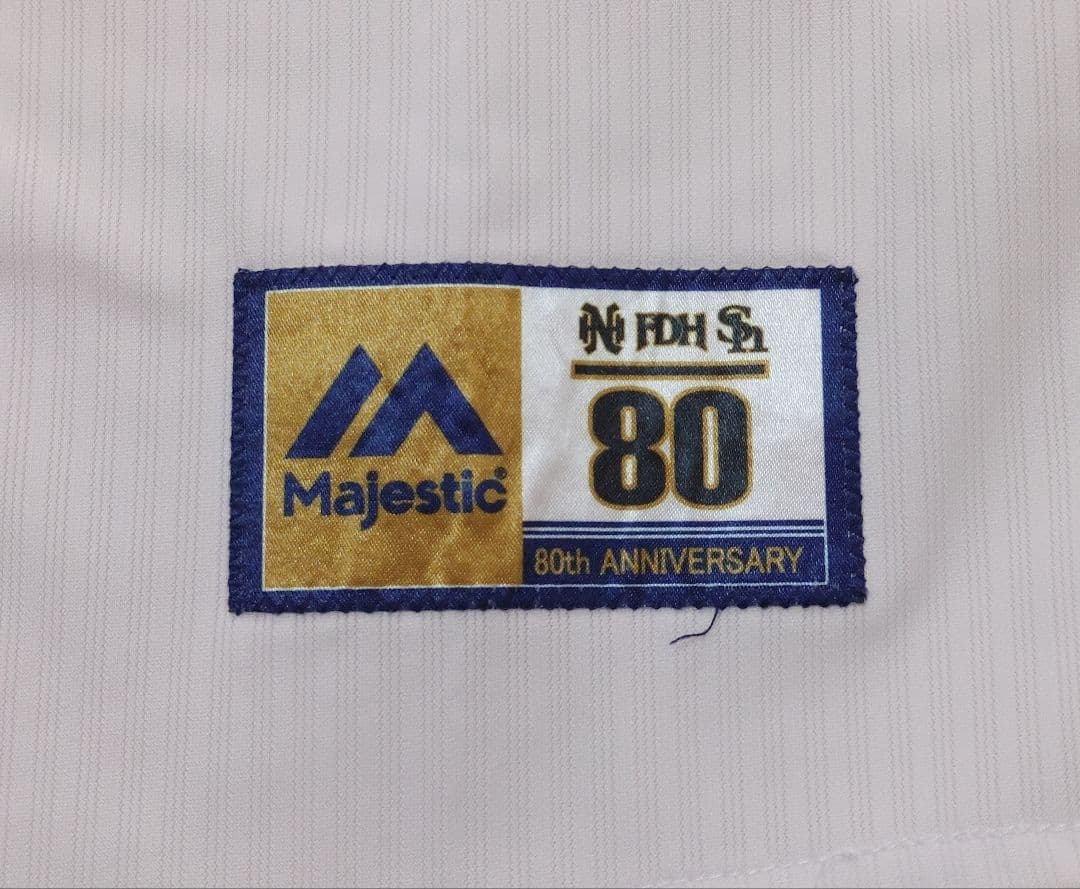 Majestic®
NH FDH Sh
80
80th ANNIVERSARY